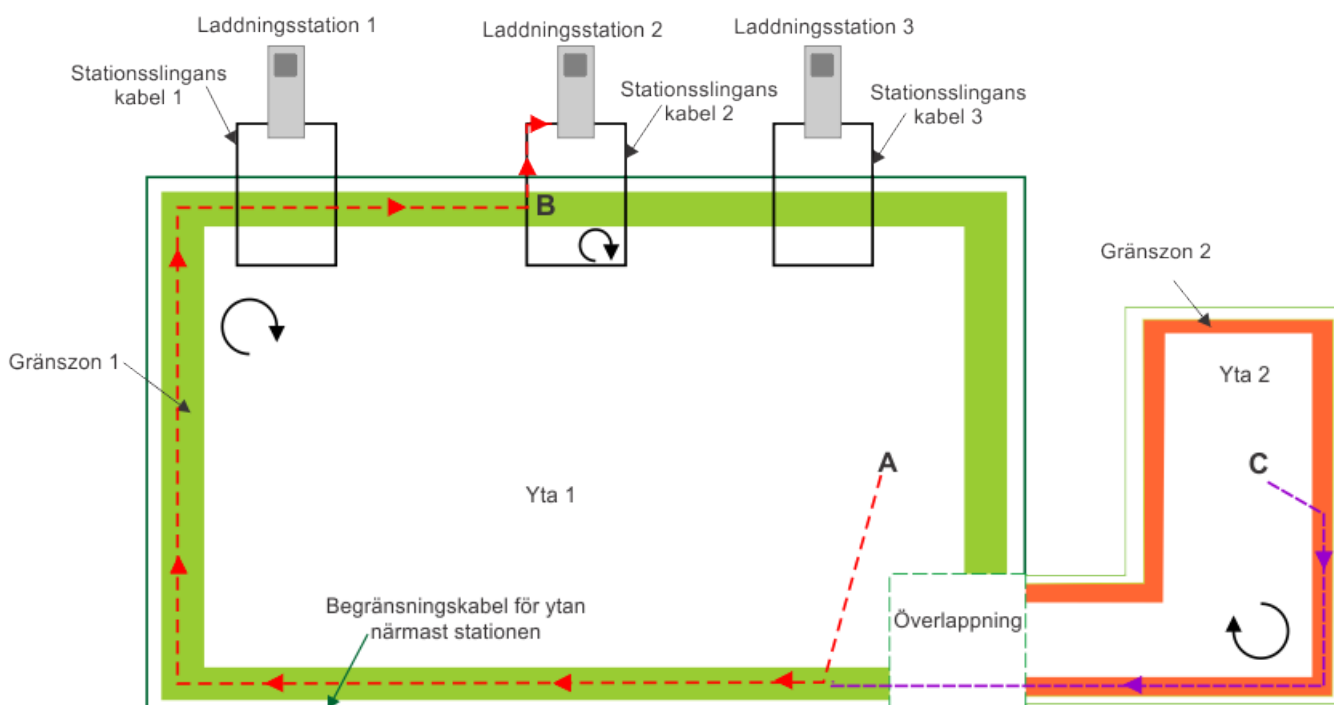 Laddningsstation 1
Laddningsstation 2
Laddningsstation 3
Stationsslingans
kabel 1
Stationsslingans
kabel 2
Stationsslingans
kabel 3
B
Gränszon 2
Gränszon 1
Yta 2
A
C
Yta 1
Begränsningskabel för ytan
närmast stationen
Överlappning